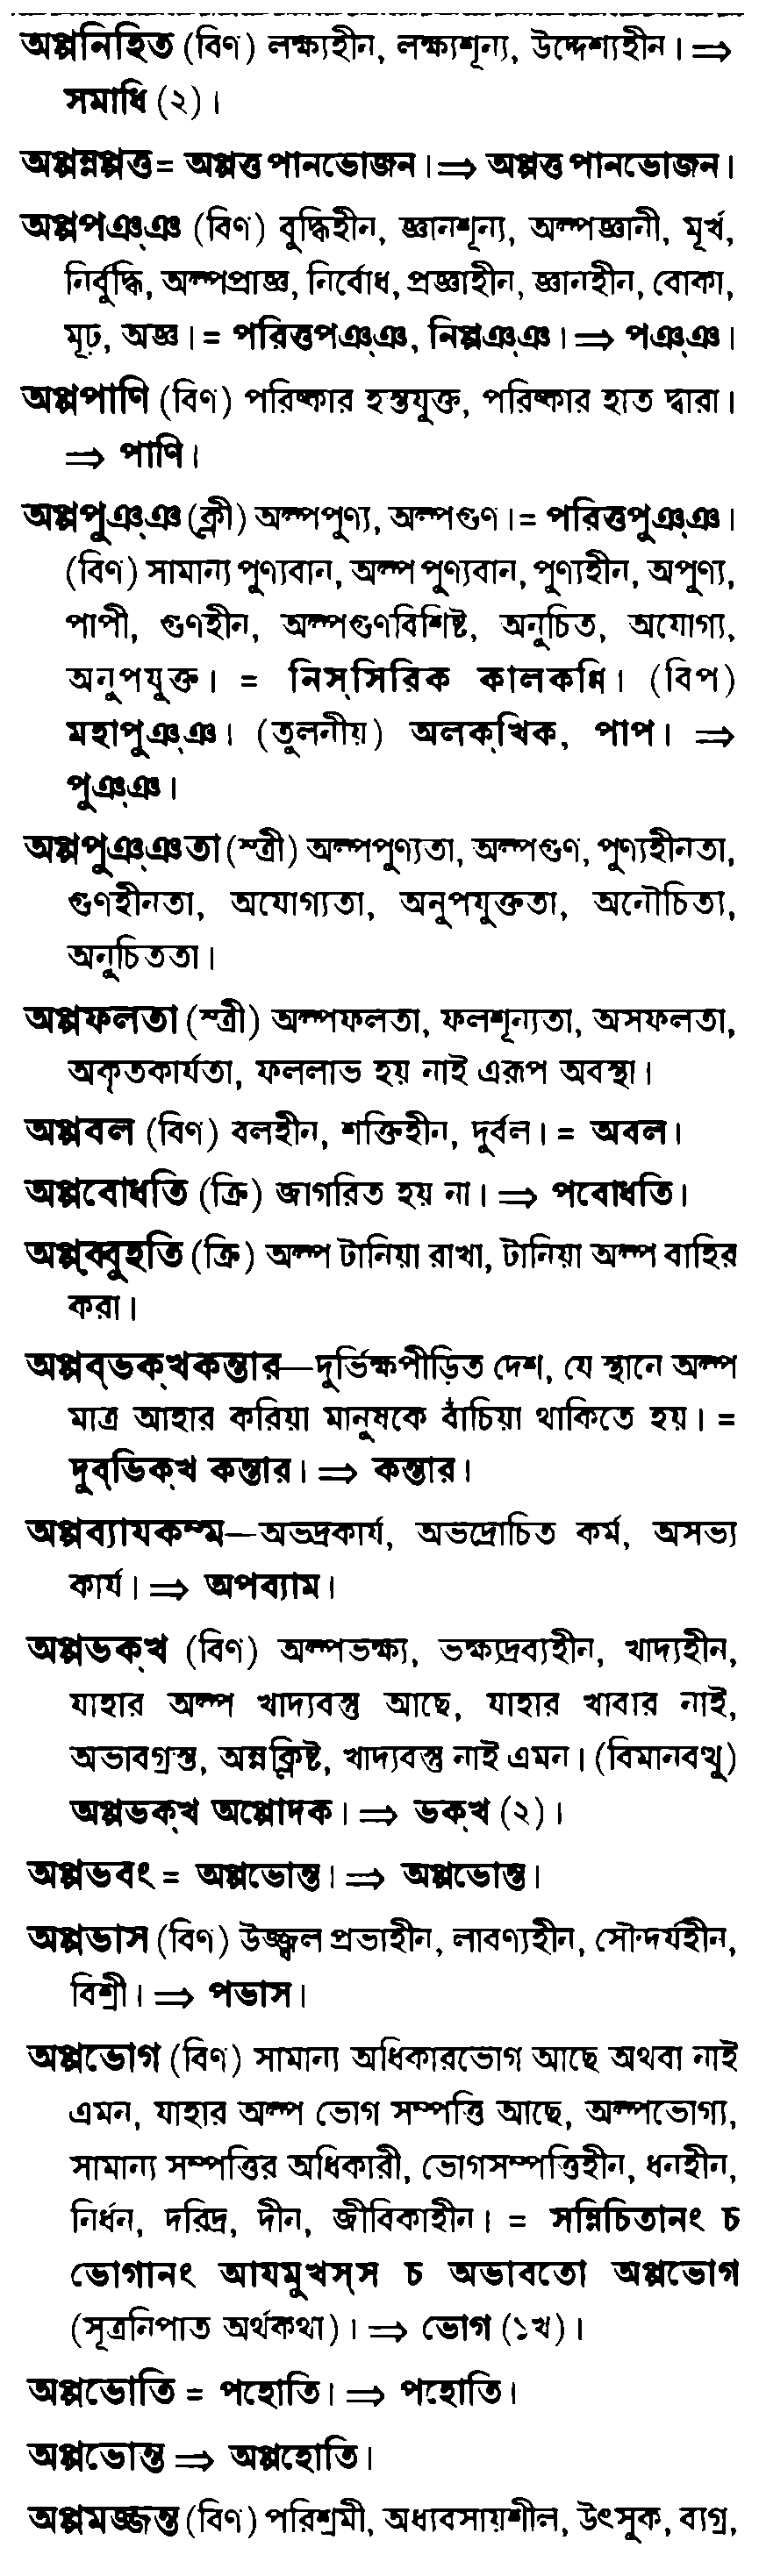 অপ্পনিহিত (বিণ) লক্ষ্যহীন, লক্ষ্যশূন্য, উদ্দেশ্যহীন। ⇒
সমাধি (২)।
অপ্পন্নপ্পত্ত = অপ্পত্ত পানভোজন। ⇒ অপ্পত্ত পানভোজন।
অপ্পপঞ্ঞ (বিণ) বুদ্ধিহীন, জ্ঞানশূন্য, অল্পজ্ঞানী, মূর্খ,
নির্বুদ্ধি, অল্পপ্রাজ্ঞ, নির্বোধ, প্রজ্ঞাহীন, জ্ঞানহীন, বোকা,
মূঢ়, অজ্ঞ। = পরিত্তপঞ্ঞ, নিপ্পঞ্ঞ। ⇒ পঞ্ঞ।
অপ্পপাণি (বিণ) পরিষ্কার হস্তযুক্ত, পরিষ্কার হাত দ্বারা।
⇒ পাণি।
অপ্পপুঞ্ঞ (ক্লী) অল্পপুণ্য, অল্পগুণ। = পরিত্তপুঞ্ঞ।
(বিণ) সামান্য পুণ্যবান, অল্প পুণ্যবান, পুণ্যহীন, অপুণ্য,
পাপী, গুণহীন, অল্পগুণবিশিষ্ট, অনুচিত, অযোগ্য,
অনুপযুক্ত। = নিস্সিরিক কালকণ্ণি। (বিপ)
মহাপুঞ্ঞ। (তুলনীয়) অলক্খিক, পাপ। ⇒
পুঞ্ঞ।
অপ্পপুঞ্ঞতা (স্ত্রী) অল্পপুণ্যতা, অল্পগুণ, পুণ্যহীনতা,
গুণহীনতা, অযোগ্যতা, অনুপযুক্ততা, অনৌচিত্য,
অনুচিততা।
অপ্পফলতা (স্ত্রী) অল্পফলতা, ফলশূন্যতা, অসফলতা,
অকৃতকার্যতা, ফললাভ হয় নাই এরূপ অবস্থা।
অপ্পবল (বিণ) বলহীন, শক্তিহীন, দুর্বল। = অবল।
অপ্পবোধতি (ক্রি) জাগরিত হয় না। ⇒ পবোধতি।
অপ্পব্বুহতি (ক্রি) অল্প টানিয়া রাখা, টানিয়া অল্প বাহির
করা।
অপ্পব্ভক্খকন্তার—দুর্ভিক্ষপীড়িত দেশ, যে স্থানে অল্প
মাত্র আহার করিয়া মানুষকে বাঁচিয়া থাকিতে হয়। =
দুব্ভিক্খ কন্তার। ⇒ কন্তার।
অপ্পব্যাযকম্ম—অভদ্রকার্য, অভদ্রোচিত কর্ম, অসভ্য
কার্য। ⇒ অপব্যাম।
অপ্পভক্খ (বিণ) অল্পভক্ষ্য, ভক্ষ্যদ্রব্যহীন, খাদ্যহীন,
যাহার অল্প খাদ্যবস্তু আছে, যাহার খাবার নাই,
অভাবগ্রস্ত, অন্নক্লিষ্ট, খাদ্যবস্তু নাই এমন। (বিমানবত্থু)
অপ্পভক্খ অপ্পোদক। ⇒ ভক্খ (২)।
অপ্পভবং = অপ্পভোন্ত। ⇒ অপ্পভোন্ত।
অপ্পভাস (বিণ) উজ্জ্বল প্রভাহীন, লাবণ্যহীন, সৌন্দর্যহীন,
বিশ্রী। ⇒ পভাস।
অপ্পভোগ (বিণ) সামান্য অধিকারভোগ আছে অথবা নাই
এমন, যাহার অল্প ভোগ সম্পত্তি আছে, অল্পভোগ্য,
সামান্য সম্পত্তির অধিকারী, ভোগসম্পত্তিহীন, ধনহীন,
নির্ধন, দরিদ্র, দীন, জীবিকাহীন। = সন্নিচিতানং চ
ভোগানং আযমুখস্স চ অভাবতো অপ্পভোগ
(সূত্রনিপাত অর্থকথা)। ⇒ ভোগ (১খ)।
অপ্পভোতি = পহোতি। ⇒ পহোতি।
অপ্পভোন্ত ⇒ অপ্পহোতি।
অপ্পমজ্জন্ত (বিণ) পরিশ্রমী, অধ্যবসায়শীল, উৎসুক, ব্যগ্র,